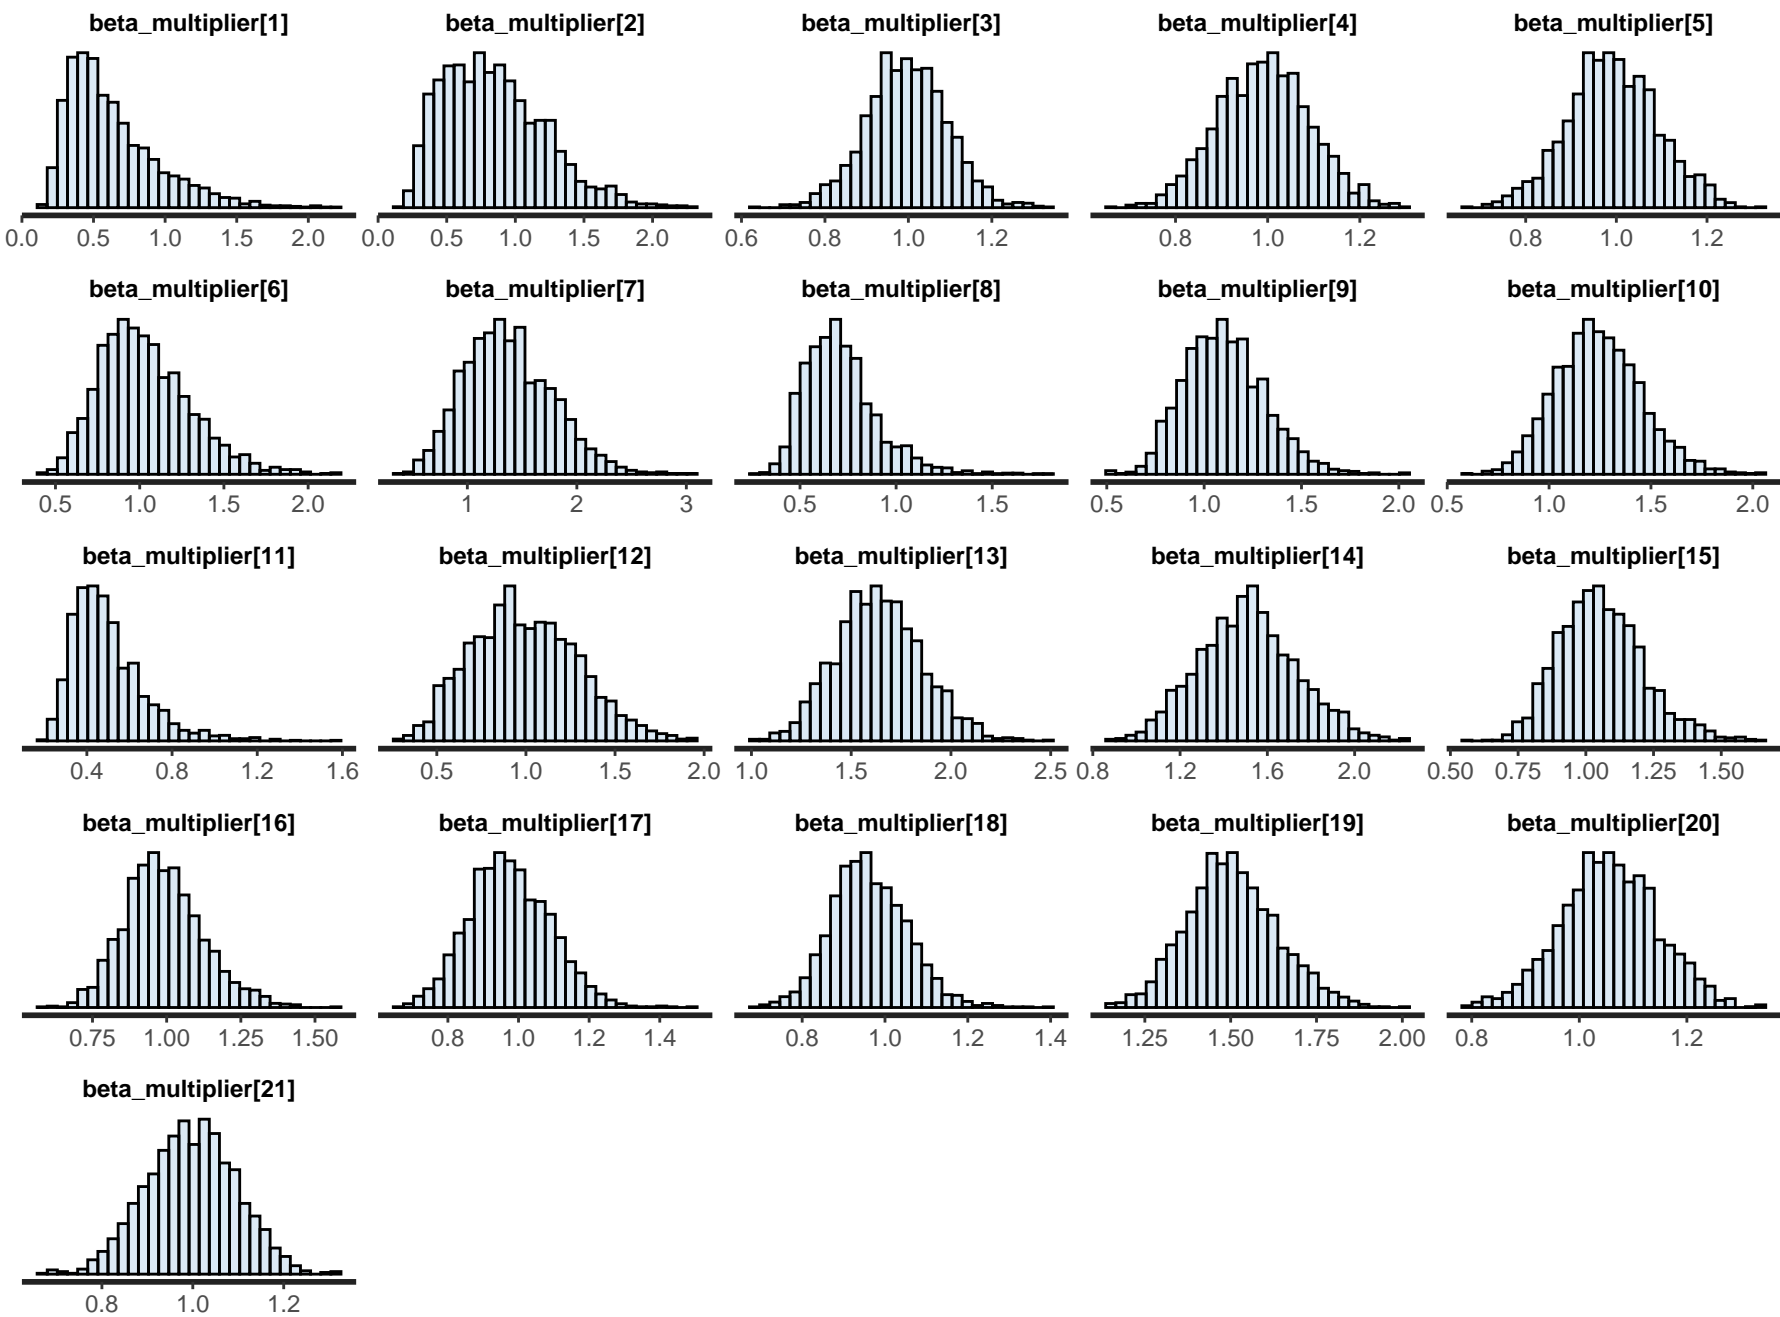 beta_multiplier[1] beta_multiplier[2] beta_multiplier[3] beta_multiplier[4] beta_multiplier[5]
0.0 0.5 1.0 1.5 2.0 0.0 0.5 1.0 1.5 2.0 0.6 0.8 1.0 1.2 0.8 1.0 1.2 0.8 1.0 1.2
beta_multiplier[6] beta_multiplier[7] beta_multiplier[8] beta_multiplier[9] beta_multiplier[10]
0.5 1.0 1.5 2.0 1 2 3 0.5 1.0 1.5 0.5 1.0 1.5 2.0 0.5 1.0 1.5 2.0
beta_multiplier[11] beta_multiplier[12] beta_multiplier[13] beta_multiplier[14] beta_multiplier[15]
0.4 0.8 1.2 1.6 0.5 1.0 1.5 2.0 1.0 1.5 2.0 2.5 0.8 1.2 1.6 2.0 0.50 0.75 1.00 1.25 1.50
beta_multiplier[16] beta_multiplier[17] beta_multiplier[18] beta_multiplier[19] beta_multiplier[20]
0.75 1.00 1.25 1.50 0.8 1.0 1.2 1.4 0.8 1.0 1.2 1.4 1.25 1.50 1.75 2.00 0.8 1.0 1.2
beta_multiplier[21]
0.8 1.0 1.2